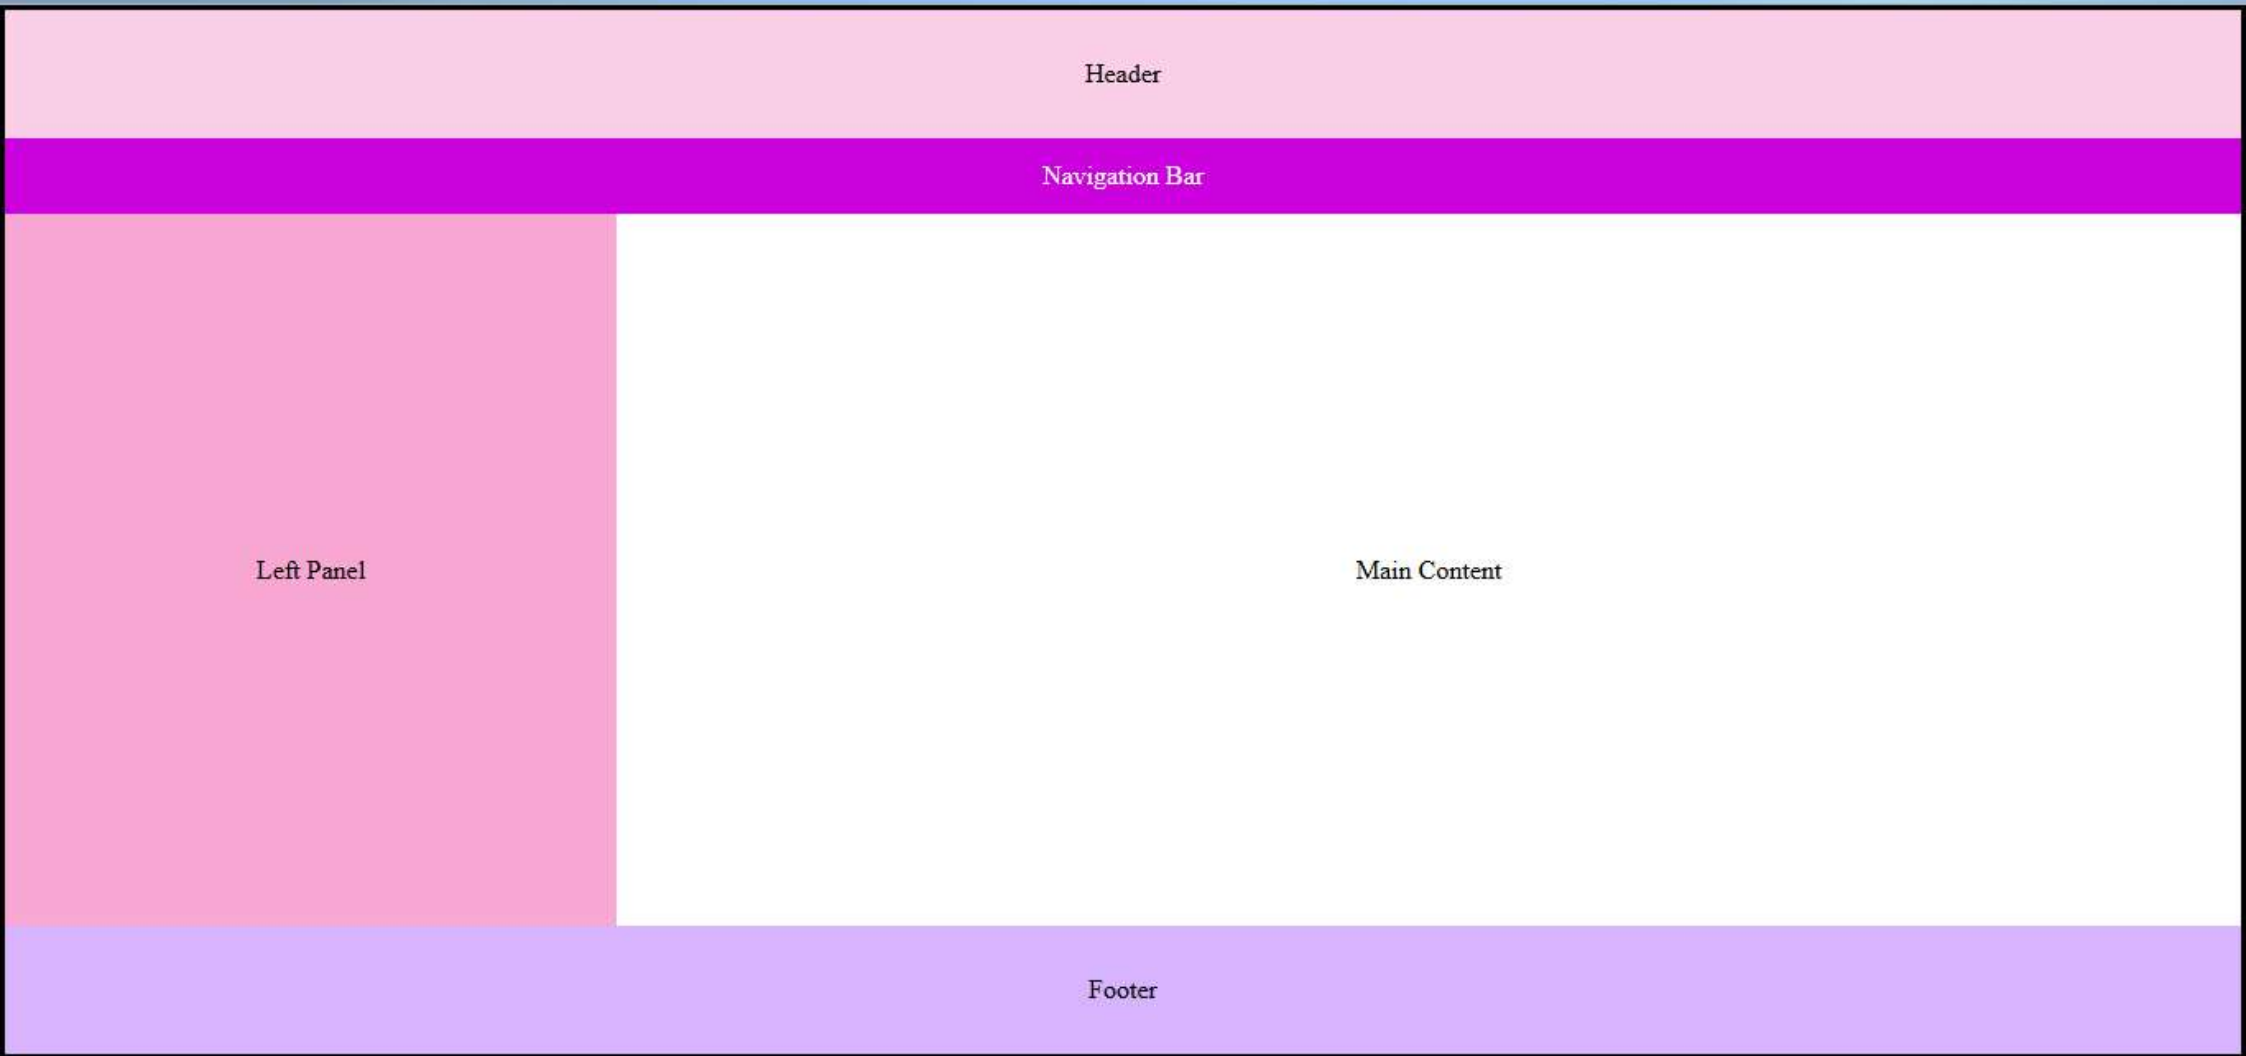 Header
Navigation Bar
Left Panel
Main Content
Footer